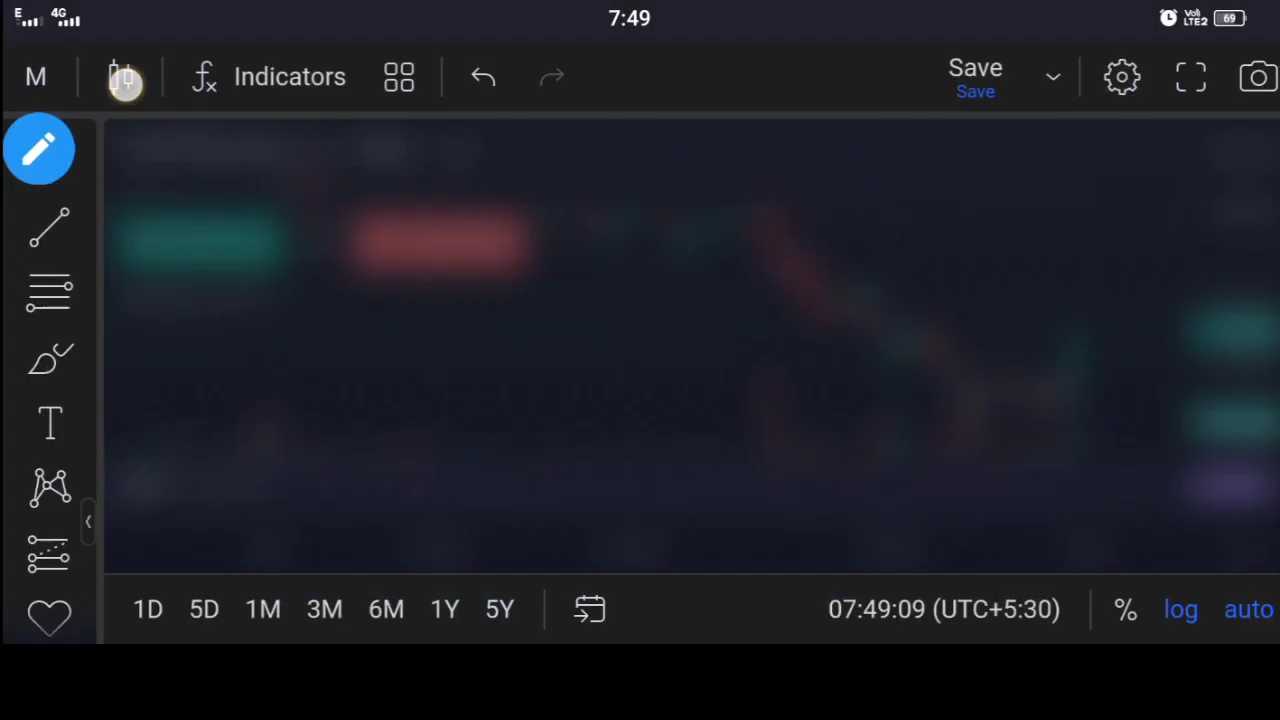 E 4G 7:49 Vo) LTE2 69
M fx Indicators Save
Save
T
1D 5D 1M 3M 6M 1Y 5Y 07:49:09 (UTC+5:30) % log auto